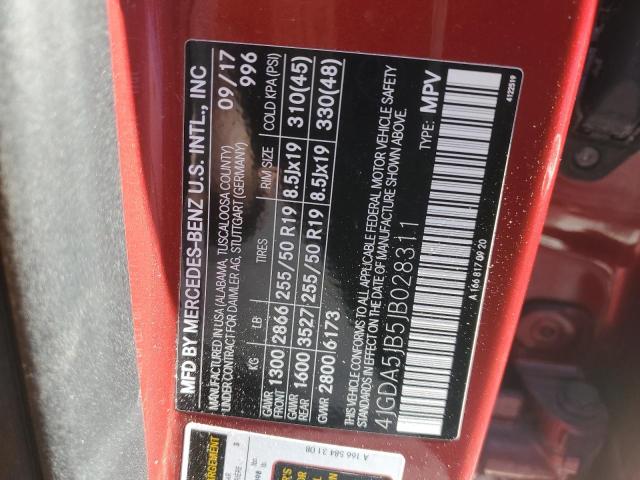 MFD BY MERCEDES-BENZ U.S. INTL., INC
MANUFACTURED IN USA (ALABAMA, TUSCALOOSA COUNTY) 09/17
UNDER CONTRACT FOR DAIMLER AG, STUTTGART (GERMANY) 996
KG LB TIRES RIM SIZE COLD KPA (PSI)
GAWR FRONT 1300 2866 255/50 R19 8.5Jx19 310(45)
GAWR REAR 1600 3527 255/50 R19 8.5Jx19 330(48)
GVWR 2800 6173
THIS VEHICLE CONFORMS TO ALL APPLICABLE FEDERAL MOTOR VEHICLE SAFETY
STANDARDS IN EFFECT ON THE DATE OF MANUFACTURE SHOWN ABOVE.
4JGDA5JB5JB028311 TYPE: MPV
A 166 817 09 20 4122519
A 166 584 31 08